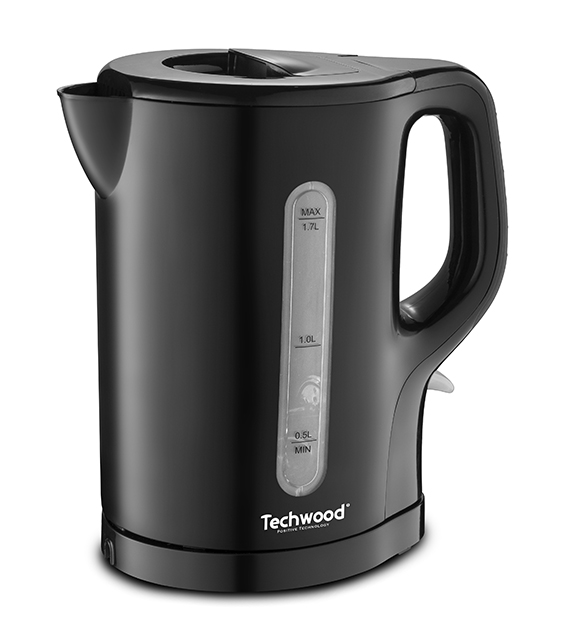 MAX
1.7L
1.0L
0.5L
MIN
Techwood®
POSITIVE TECHNOLOGY